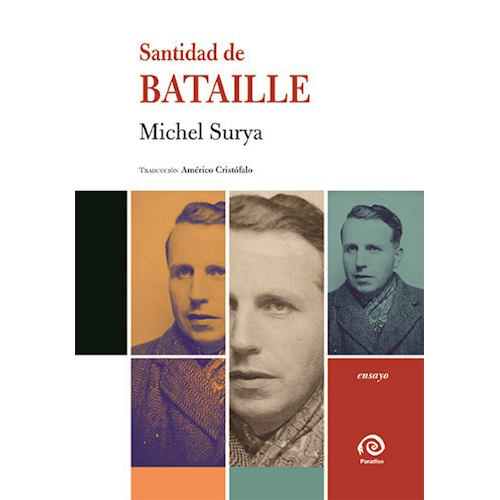 Santidad de
BATAILLE
Michel Surya
Traducción Américo Cristófalo
ensayo
Paradiso